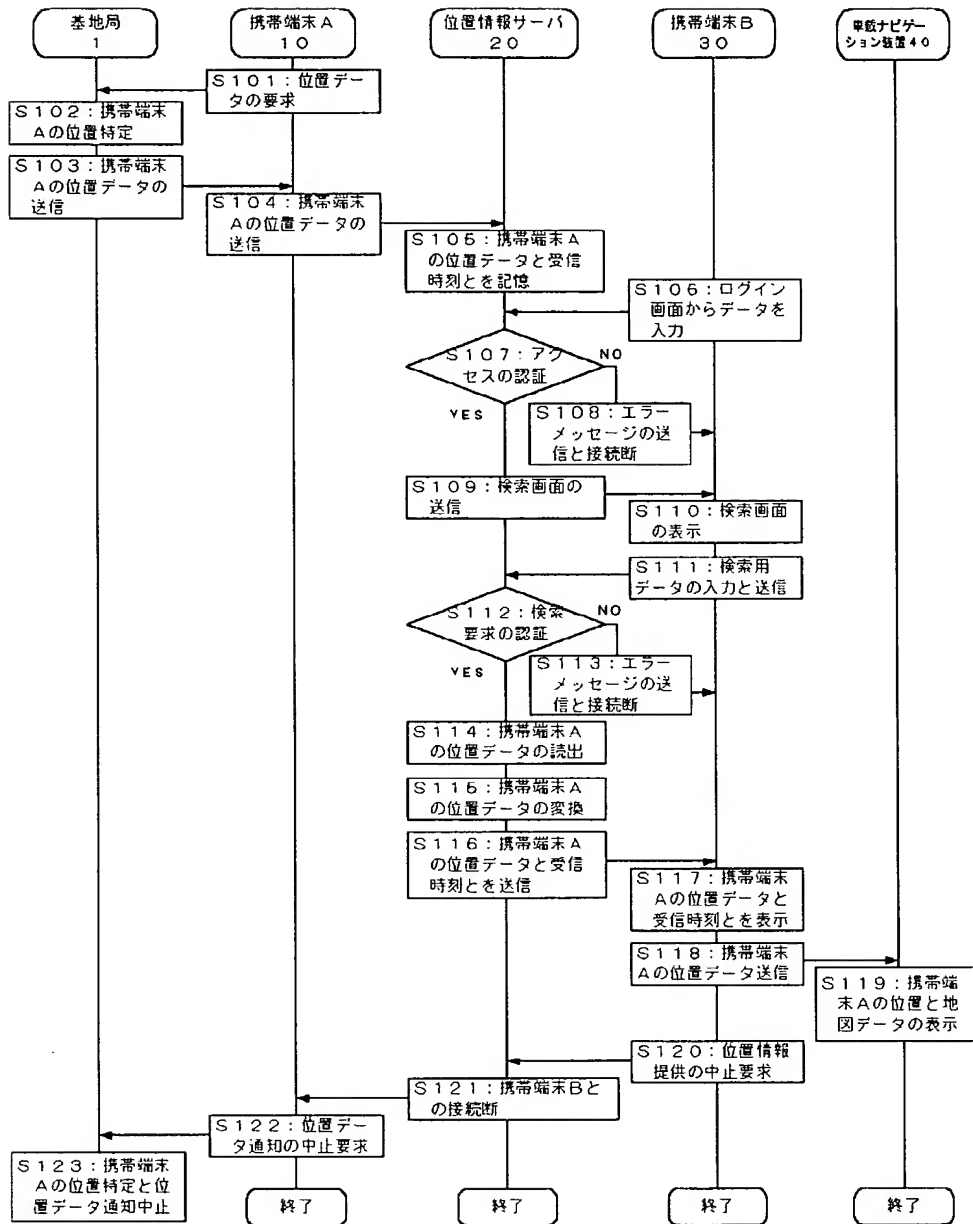 基地局
1
携帯端末A
10
位置情報サーバ
20
携帯端末B
30
車載ナビゲー
ション装置40
S101:位置デー
タの要求
S102:携帯端末
Aの位置特定
S103:携帯端末
Aの位置データの
送信
S104:携帯端末
Aの位置データの
送信
S105:携帯端末A
の位置データと受信
時刻とを記憶
S106:ログイン
画面からデータを
入力
S107:アク
セスの認証
NO
YES
S108:エラー
メッセージの送
信と接続断
S109:検索画面の
送信
S110:検索画面
の表示
S111:検索用
データの入力と送信
S112:検索
要求の認証
NO
YES
S113:エラー
メッセージの送
信と接続断
S114:携帯端末A
の位置データの読出
S115:携帯端末A
の位置データの変換
S116:携帯端末A
の位置データと受信
時刻とを送信
S117:携帯端末
Aの位置データと
受信時刻とを表示
S118:携帯端末
Aの位置データ送信
S119:携帯端
末Aの位置と地
図データの表示
S120:位置情報
提供の中止要求
S121:携帯端末Bと
の接続断
S122:位置デー
タ通知の中止要求
S123:携帯端末
Aの位置特定と位
置データ通知中止
終了
終了
終了
終了